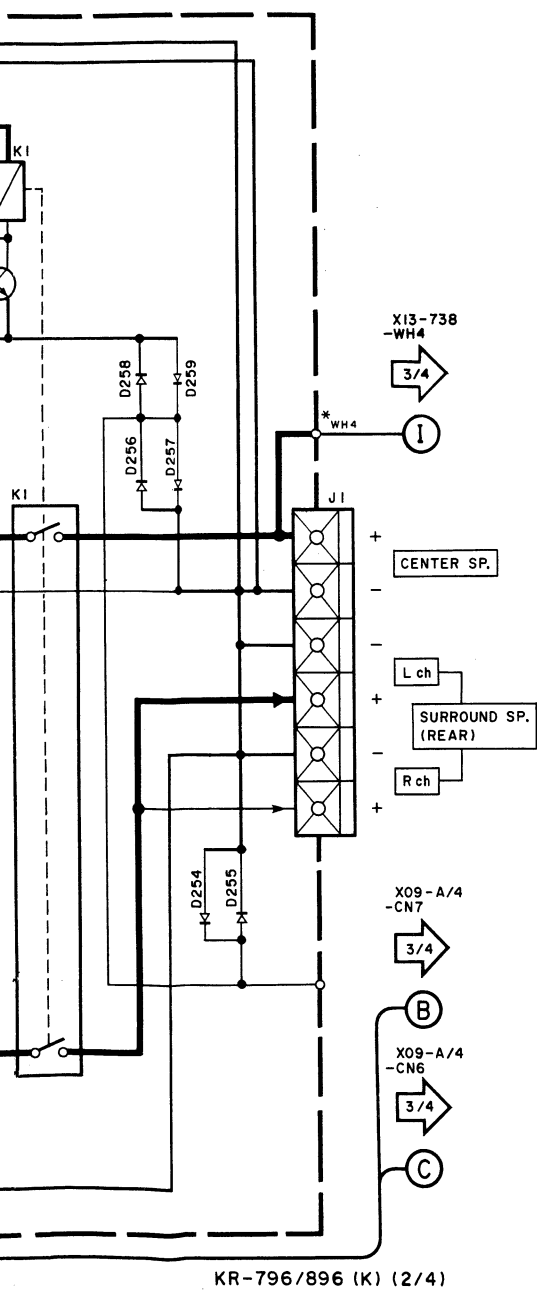 K1
X13-738
-WH4
3/4
D258
D259
*
WH4
I
D256
D257
K1
J1
+
CENTER SP.
-
-
L ch
+
SURROUND SP.
(REAR)
-
R ch
+
D254
D255
X09-A/4
-CN7
3/4
B
X09-A/4
-CN6
3/4
C
KR-796/896 (K) (2/4)